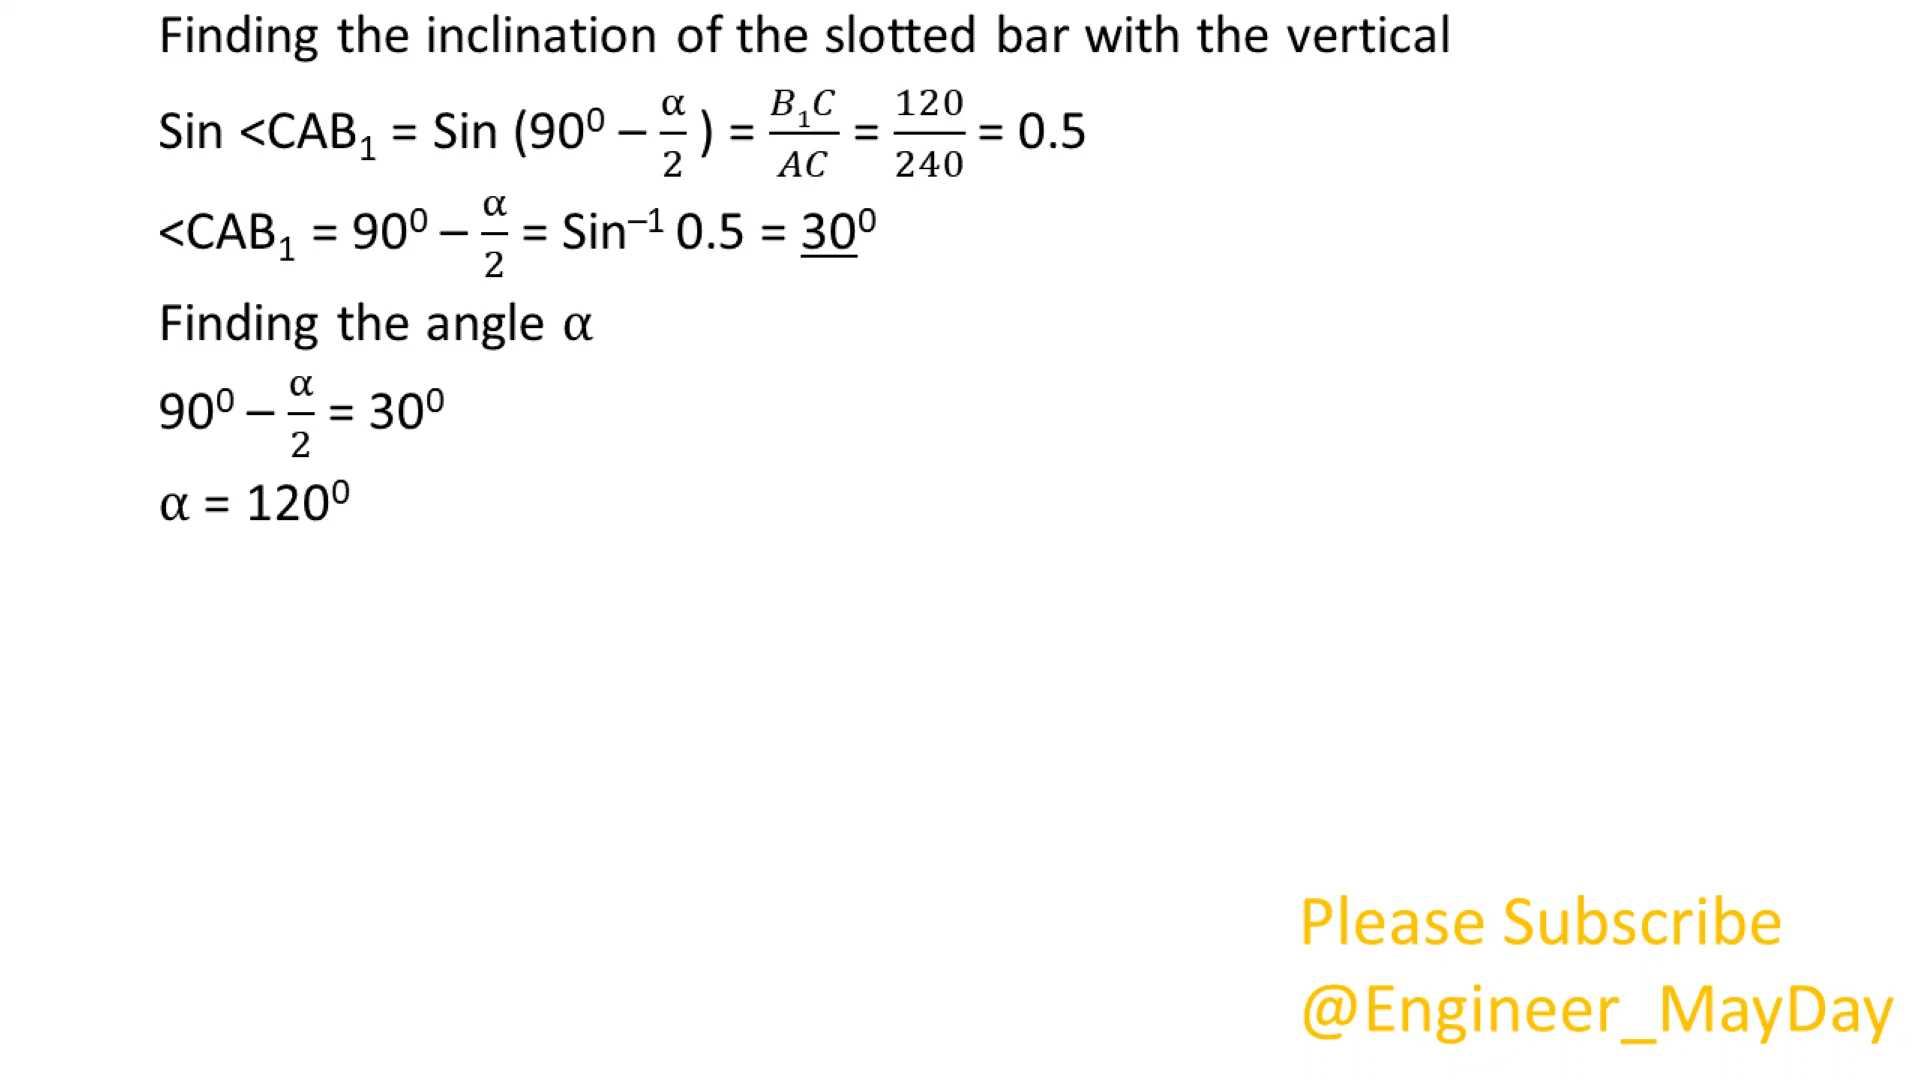 Finding the inclination of the slotted bar with the vertical
Sin <CAB₁ = Sin (90⁰ – α/2 ) = B₁C/AC = 120/240 = 0.5
<CAB₁ = 90⁰ – α/2 = Sin⁻¹ 0.5 = 30⁰
Finding the angle α
90⁰ – α/2 = 30⁰
α = 120⁰
Please Subscribe
@Engineer_MayDay